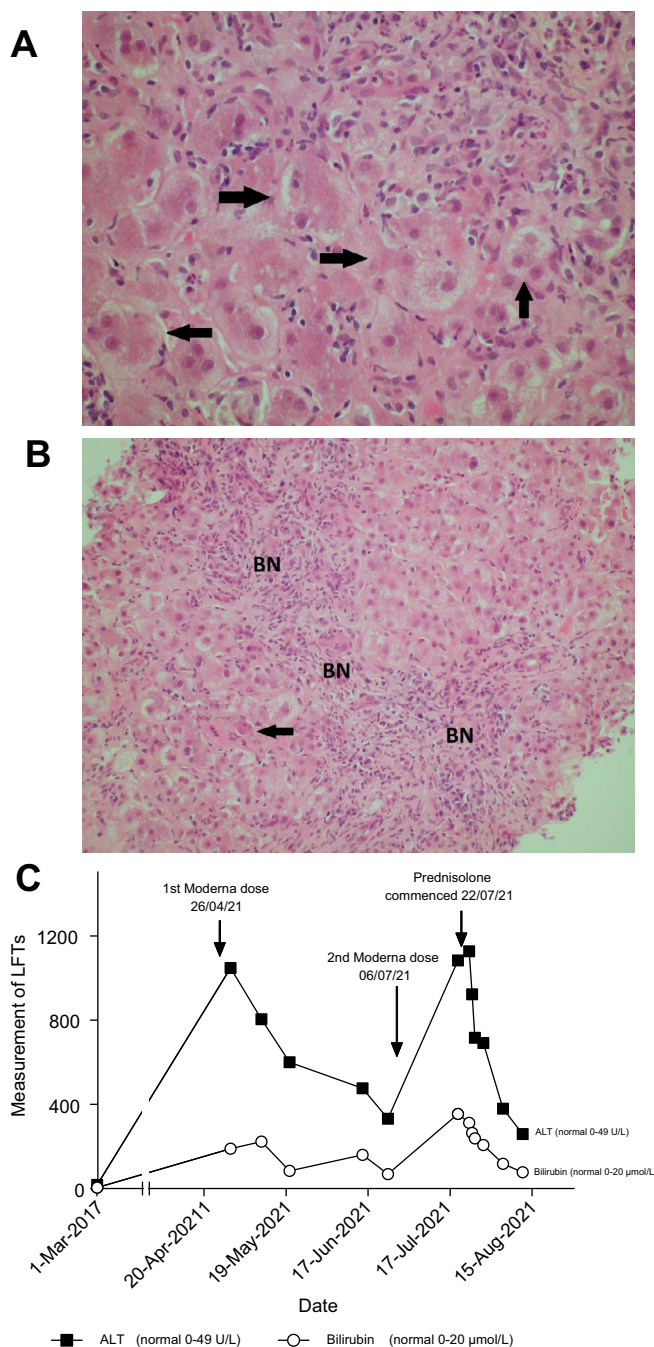 A
B
BN
BN
BN
C
1st Moderna dose
26/04/21
Prednisolone
commenced 22/07/21
2nd Moderna dose
06/07/21
Measurement of LFTs
1200
800
400
0
ALT (normal 0-49 U/L)
Bilirubin (normal 0-20 µmol/L
1-Mar-2017
20-Apr-20211
19-May-2021
17-Jun-2021
17-Jul-2021
15-Aug-2021
Date
ALT (normal 0-49 U/L) Bilirubin (normal 0-20 µmol/L)